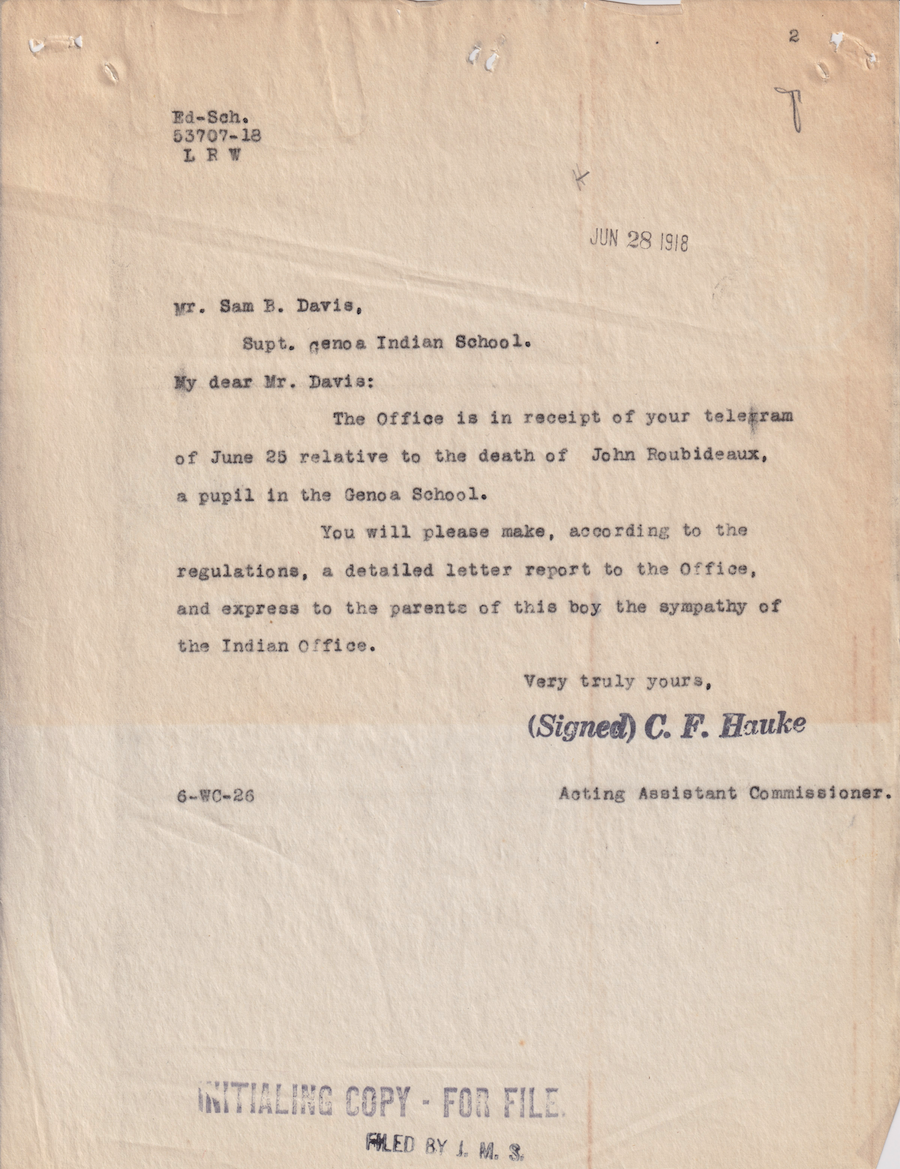 2
Ed-Sch.
53707-18
L R W
JUN 28 1918
Mr. Sam B. Davis,
Supt. Genoa Indian School.
My dear Mr. Davis:
The Office is in receipt of your telegram
of June 25 relative to the death of John Roubideaux,
a pupil in the Genoa School.
You will please make, according to the
regulations, a detailed letter report to the Office,
and express to the parents of this boy the sympathy of
the Indian Office.
Very truly yours,
(Signed) C. F. Hauke
6-WC-26 Acting Assistant Commissioner.
INITIALING COPY - FOR FILE.
FILED BY J. M. S.